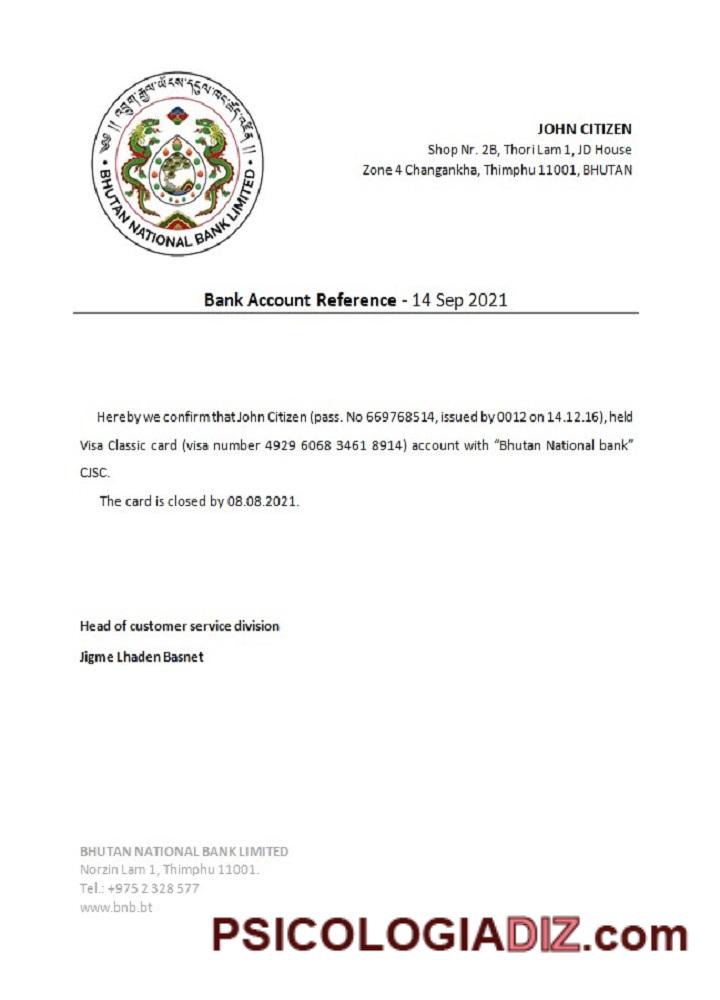 BHUTAN NATIONAL BANK LIMITED
JOHN CITIZEN
Shop Nr. 2B, Thori Lam 1, JD House
Zone 4 Changankha, Thimphu 11001, BHUTAN
Bank Account Reference - 14 Sep 2021
Hereby we confirm that John Citizen (pass. No 669768514, issued by 0012 on 14.12.16), held
Visa Classic card (visa number 4929 6068 3461 8914) account with “Bhutan National bank”
CJSC.
The card is closed by 08.08.2021.
Head of customer service division
Jigme Lhaden Basnet
BHUTAN NATIONAL BANK LIMITED
Norzin Lam 1, Thimphu 11001.
Tel.: +975 2 328 577
www.bnb.bt
PSICOLOGIADIZ.com